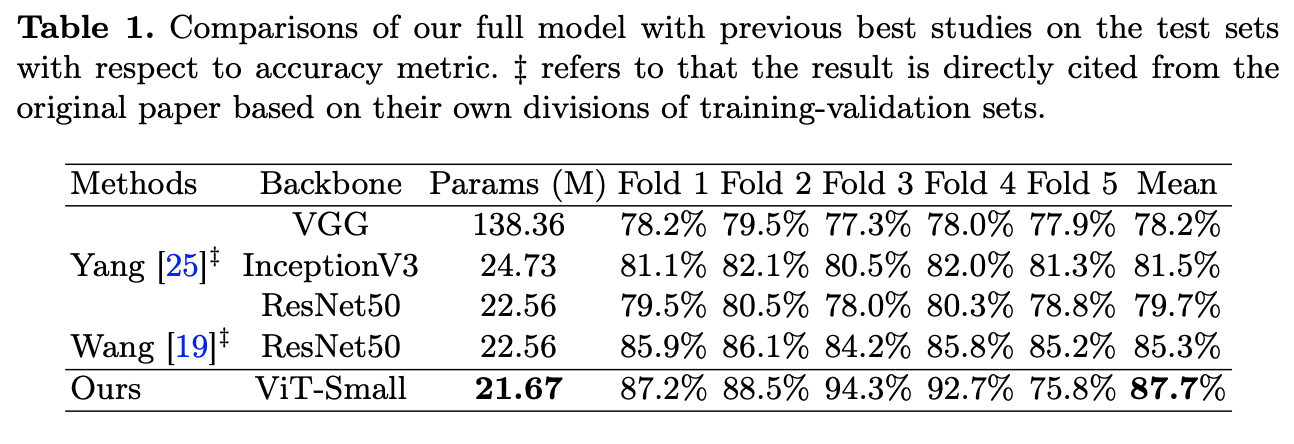 Table 1. Comparisons of our full model with previous best studies on the test sets
with respect to accuracy metric. ‡ refers to that the result is directly cited from the
original paper based on their own divisions of training-validation sets.
Methods Backbone Params (M) Fold 1 Fold 2 Fold 3 Fold 4 Fold 5 Mean
VGG 138.36 78.2% 79.5% 77.3% 78.0% 77.9% 78.2%
Yang [25]‡ InceptionV3 24.73 81.1% 82.1% 80.5% 82.0% 81.3% 81.5%
ResNet50 22.56 79.5% 80.5% 78.0% 80.3% 78.8% 79.7%
Wang [19]‡ ResNet50 22.56 85.9% 86.1% 84.2% 85.8% 85.2% 85.3%
Ours ViT-Small 21.67 87.2% 88.5% 94.3% 92.7% 75.8% 87.7%